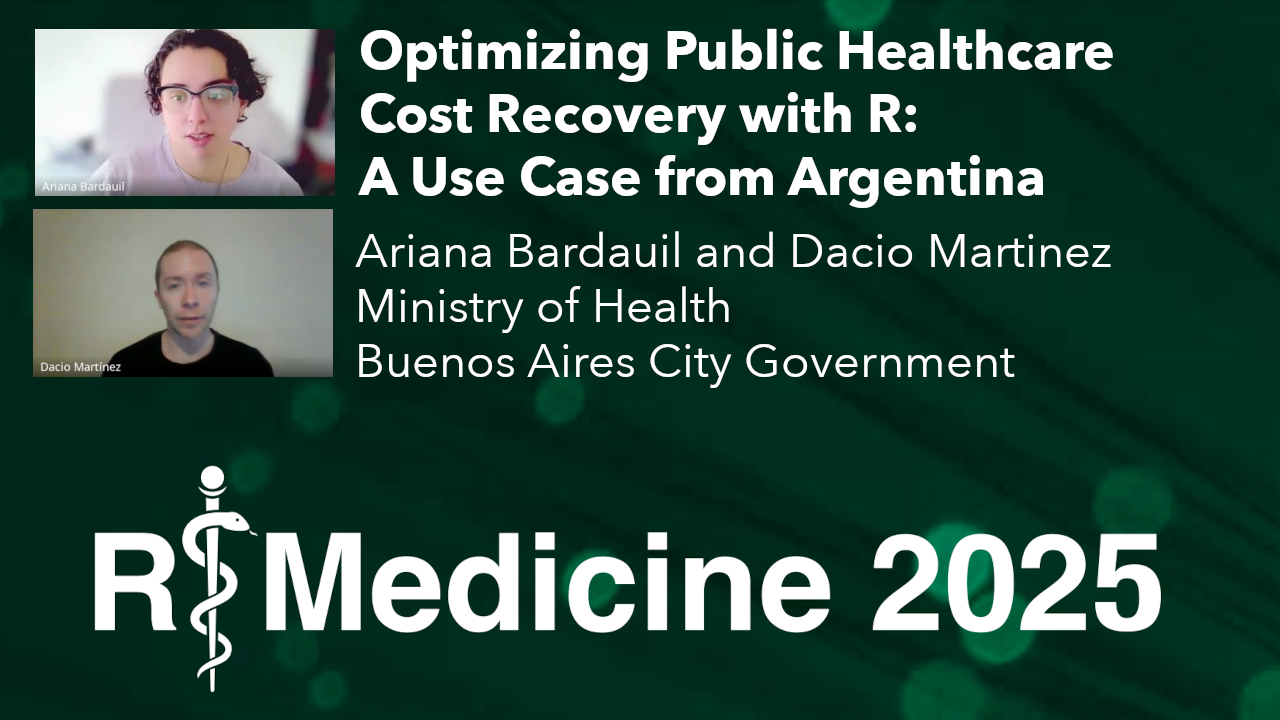 Ariana Bardauil
Optimizing Public Healthcare
Cost Recovery with R:
A Use Case from Argentina
Dacio Martínez
Ariana Bardauil and Dacio Martinez
Ministry of Health
Buenos Aires City Government
R Medicine 2025